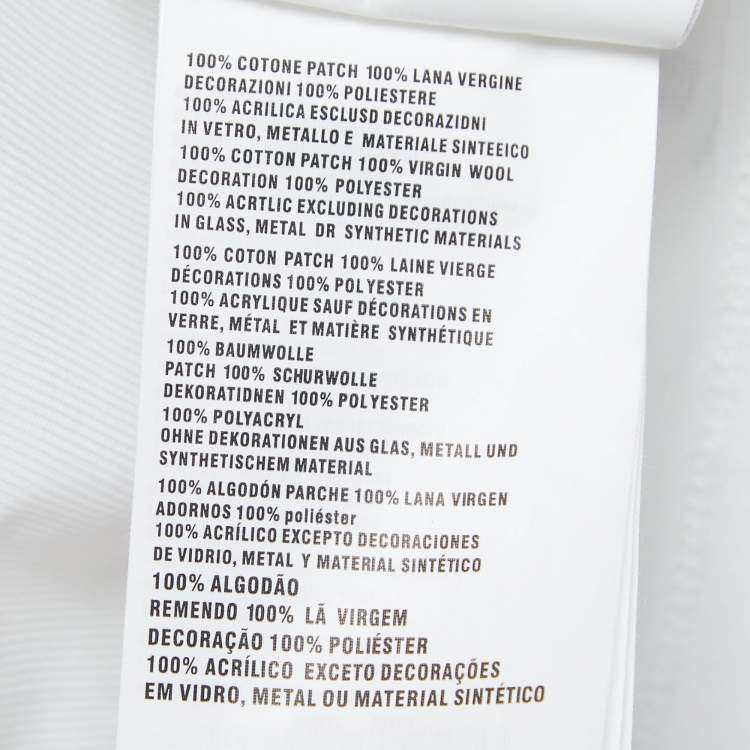 100% COTONE PATCH 100% LANA VERGINE
DECORAZIONI 100% POLIESTERE
100% ACRILICA ESCLUSD DECORAZIDNI
IN VETRO, METALLO E MATERIALE SINTEEICO
100% COTTON PATCH 100% VIRGIN WOOL
DECORATION 100% POLYESTER
100% ACRTLIC EXCLUDING DECORATIONS
IN GLASS, METAL DR SYNTHETIC MATERIALS
100% COTON PATCH 100% LAINE VIERGE
DÉCORATIONS 100% POLYESTER
100% ACRYLIQUE SAUF DÉCORATIONS EN
VERRE, MÉTAL ET MATIÈRE SYNTHÉTIQUE
100% BAUMWOLLE
PATCH 100% SCHURWOLLE
DEKORATIDNEN 100% POLYESTER
100% POLYACRYL
OHNE DEKORATIONEN AUS GLAS, METALL UND
SYNTHETISCHEM MATERIAL
100% ALGODÓN PARCHE 100% LANA VIRGEN
ADORNOS 100% poliéster
100% ACRÍLICO EXCEPTO DECORACIONES
DE VIDRIO, METAL Y MATERIAL SINTÉTICO
100% ALGODÃO
REMENDO 100% LÃ VIRGEM
DECORAÇÃO 100% POLIÉSTER
100% ACRÍLICO EXCETO DECORAÇÕES
EM VIDRO, METAL OU MATERIAL SINTÉTICO